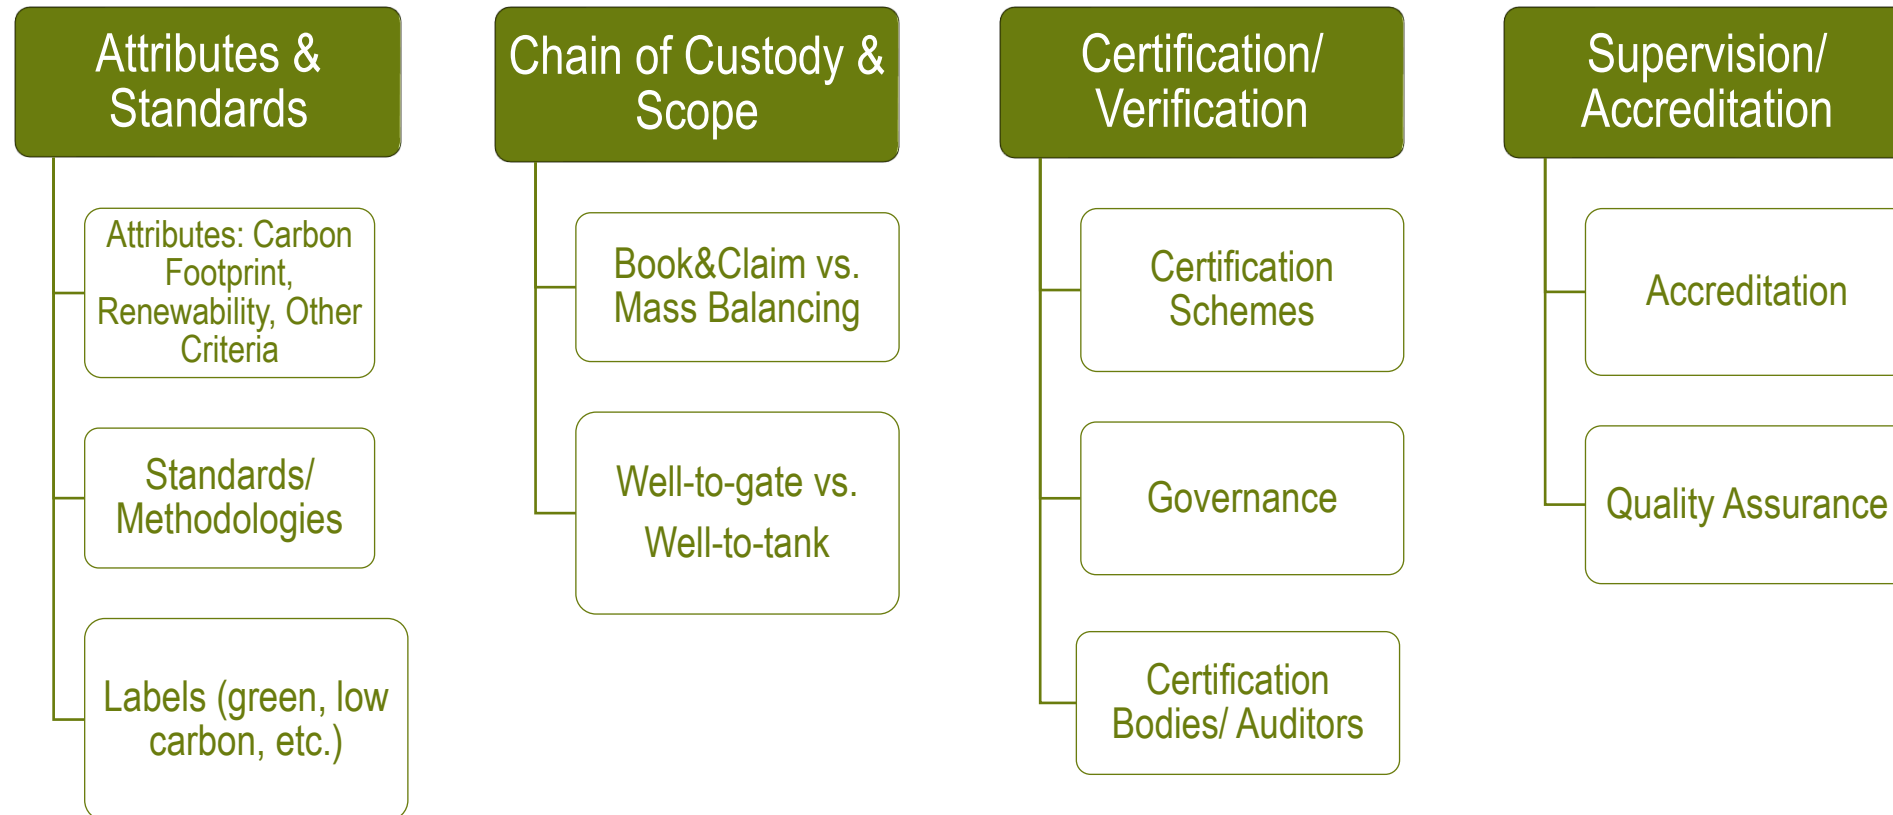 Attributes &
Standards
Attributes: Carbon
Footprint,
Renewability, Other
Criteria
Standards/
Methodologies
Labels (green, low
carbon, etc.)
Chain of Custody &
Scope
Book&Claim vs.
Mass Balancing
Well-to-gate vs.
Well-to-tank
Certification/
Verification
Certification
Schemes
Governance
Certification
Bodies/ Auditors
Supervision/
Accreditation
Accreditation
Quality Assurance